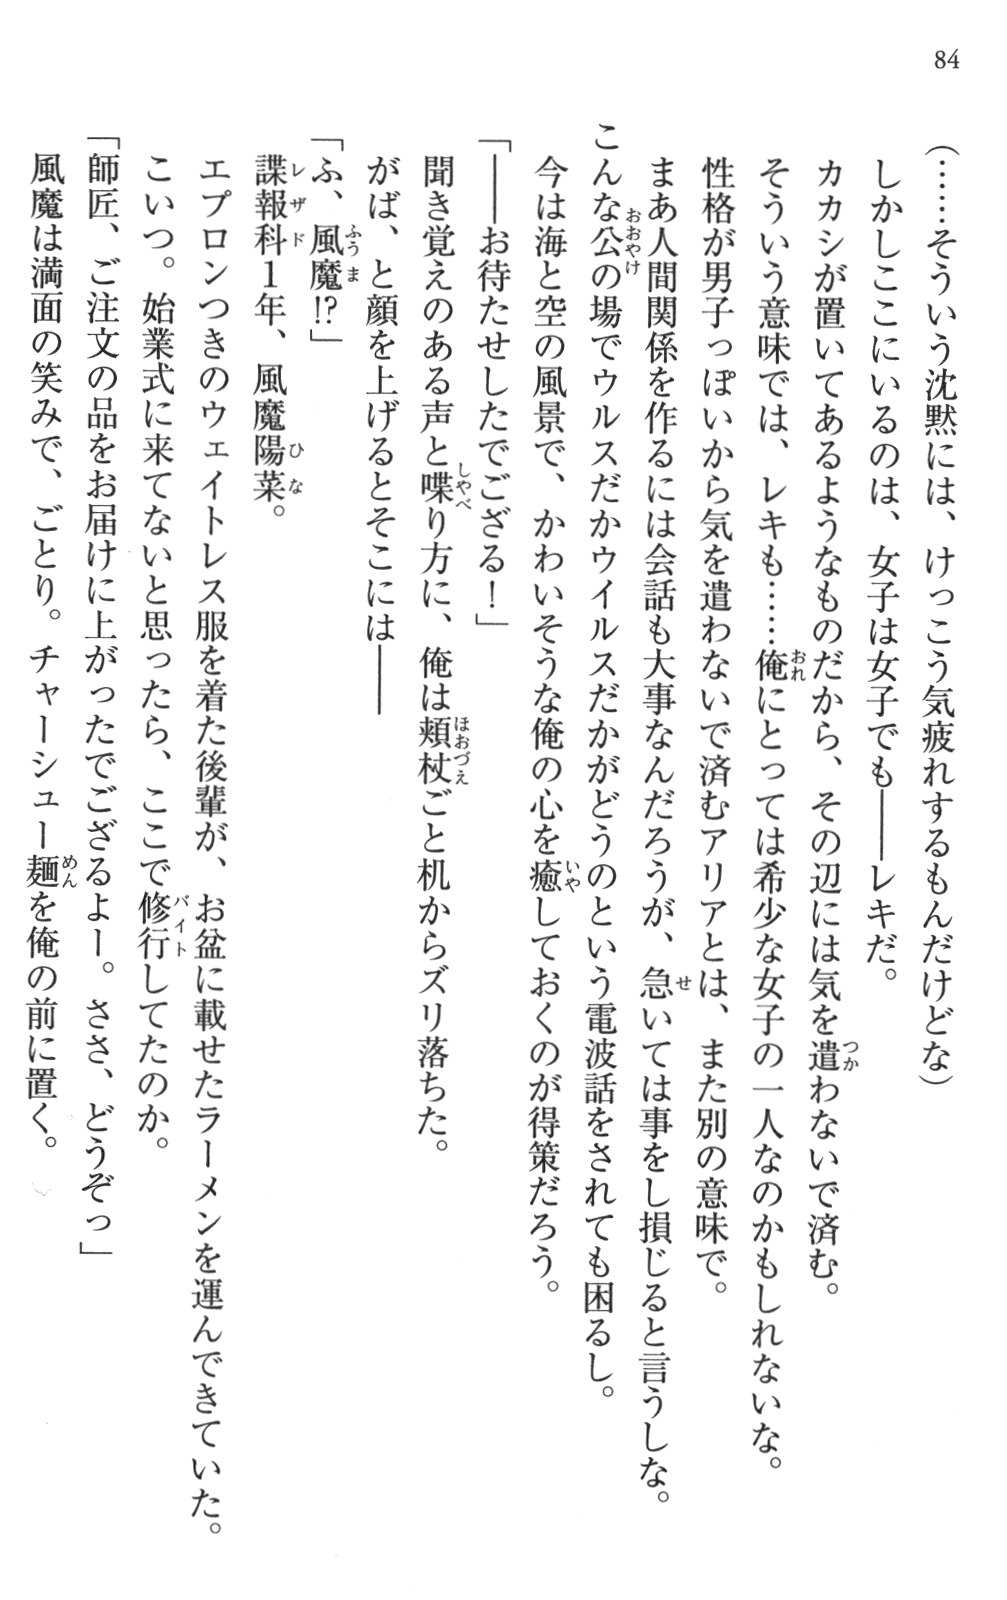 84
(……そういう沈黙には、けっこう気疲れするもんだけどな)
しかしここにいるのは、女子は女子でも――レキだ。
カカシが置いてあるようなものだから、その辺には気を遣わないで済む。
そういう意味では、レキも……俺にとっては希少な女子の一人なのかもしれないな。
性格が男子っぽいから気を遣わないで済むアリアとは、また別の意味で。
まあ人間関係を作るには会話も大事なんだろうが、急いては事をし損じると言うしな。
こんな公の場でウルスだかウイルスだかがどうのという電波話をされても困るし。
今は海と空の風景で、かわいそうな俺の心を癒しておくのが得策だろう。
「――お待たせしたでござる！」
聞き覚えのある声と喋り方に、俺は頬杖ごと机からズリ落ちた。
がば、と顔を上げるとそこには――
「ふ、風魔!?」
諜報科1年、風魔陽菜。
エプロンつきのウェイトレス服を着た後輩が、お盆に載せたラーメンを運んできていた。
こいつ。始業式に来てないと思ったら、ここで修行してたのか。
「師匠、ご注文の品をお届けに上がったでござるよー。ささ、どうぞっ」
風魔は満面の笑みで、ごとり。チャーシュー麺を俺の前に置く。